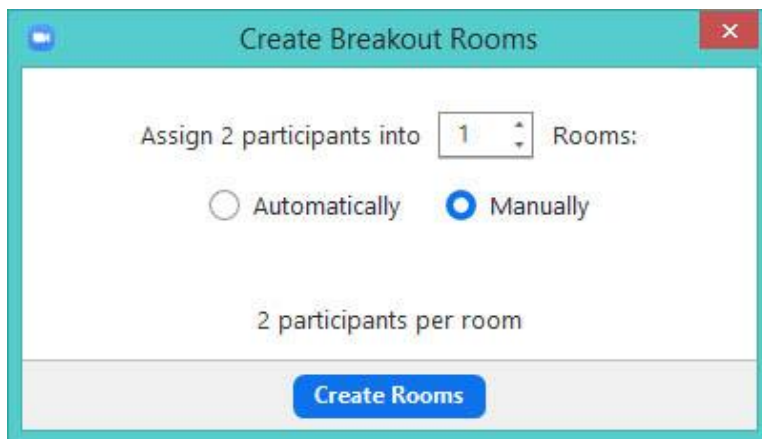 Create Breakout Rooms
Assign 2 participants into 1 Rooms:
Automatically Manually
2 participants per room
Create Rooms